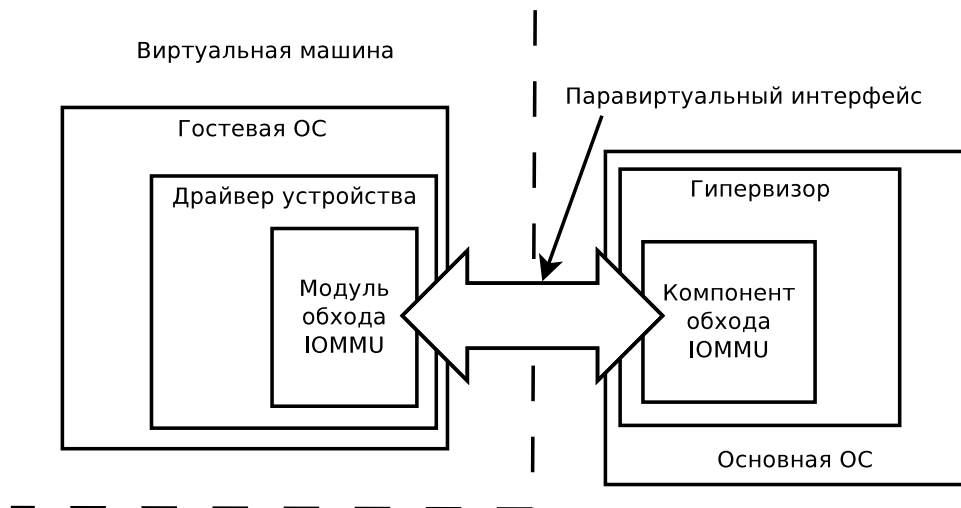 Виртуальная машина
Паравиртуальный интерфейс
Гостевая ОС
Драйвер устройства
Модуль
обхода
IOMMU
Гипервизор
Компонент
обхода
IOMMU
Основная ОС